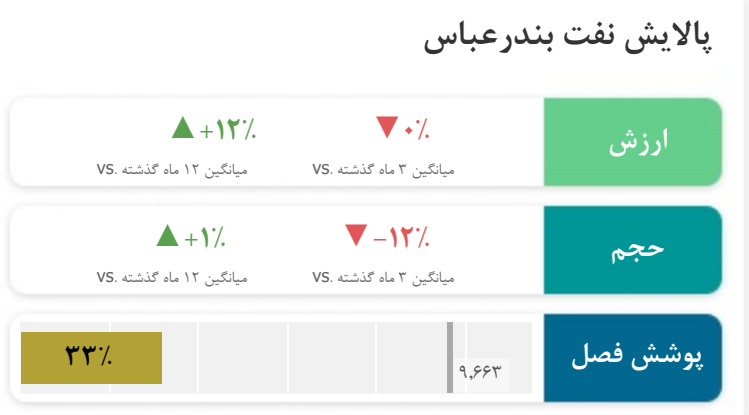 پالایش نفت بندرعباس
ارزش
▼ ۰٪
VS. میانگین ۳ ماه گذشته
▲ +۱۲٪
VS. میانگین ۱۲ ماه گذشته
حجم
▼ −۱۲٪
VS. میانگین ۳ ماه گذشته
▲ +۱٪
VS. میانگین ۱۲ ماه گذشته
پوشش فصل
۹,۶۶۳
۳۳٪